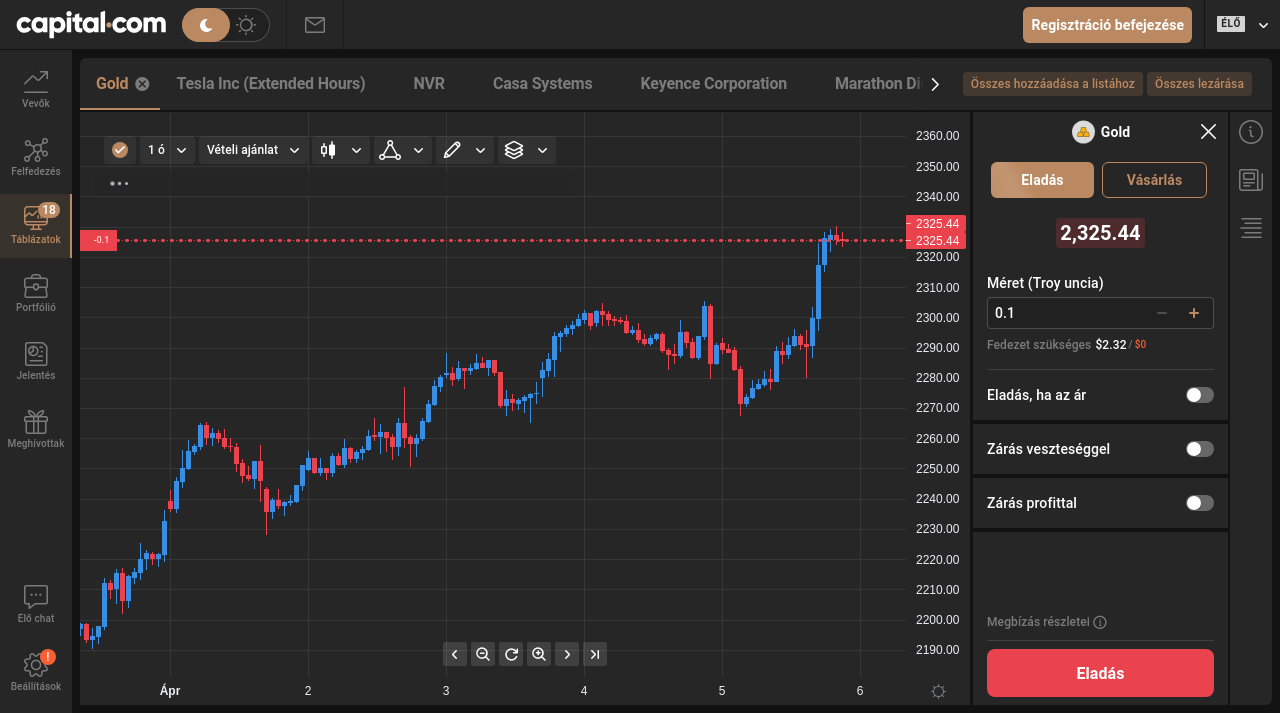 capital.com
Regisztráció befejezése
ÉLŐ
Vevők
Felfedezés
18
Táblázatok
Portfólió
Jelentés
Meghívottak
Elő chat
!
Beállítások
Gold
Tesla Inc (Extended Hours)
NVR
Casa Systems
Keyence Corporation
Marathon Di
Összes hozzáadása a listához
Összes lezárása
1 ó
Vételi ajánlat
-0.1
2360.00
2350.00
2340.00
2325.44
2325.44
2320.00
2310.00
2300.00
2290.00
2280.00
2270.00
2260.00
2250.00
2240.00
2230.00
2220.00
2210.00
2200.00
2190.00
Ápr
2
3
4
5
6
Gold
Eladás
Vásárlás
2,325.44
Méret (Troy uncia)
0.1
Fedezet szükséges $2.32 / $0
Eladás, ha az ár
Zárás veszteséggel
Zárás profittal
Megbízás részletei
Eladás